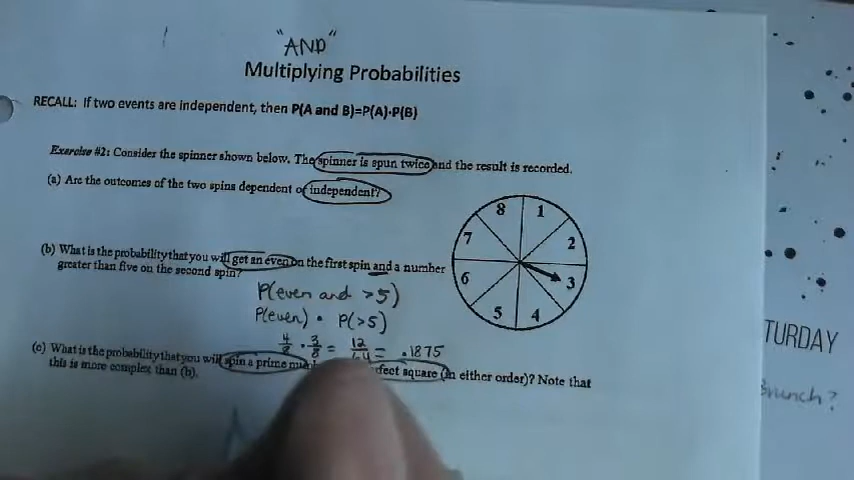 "AND"
Multiplying Probabilities
RECALL: If two events are independent, then P(A and B)=P(A)·P(B)
Exercise #2: Consider the spinner shown below. The spinner is spun twice and the result is recorded.
(a) Are the outcomes of the two spins dependent or independent?
8 1
7 2
6 3
5 4
(b) What is the probability that you will get an even on the first spin and a number
greater than five on the second spin?
P(even and >5)
P(even) · P(>5)
4/8 · 3/8 = 12/64 = .1875
(c) What is the probability that you will spin a prime square (in either order)? Note that
this is more complex than (b).
TURDAY
Brunch?